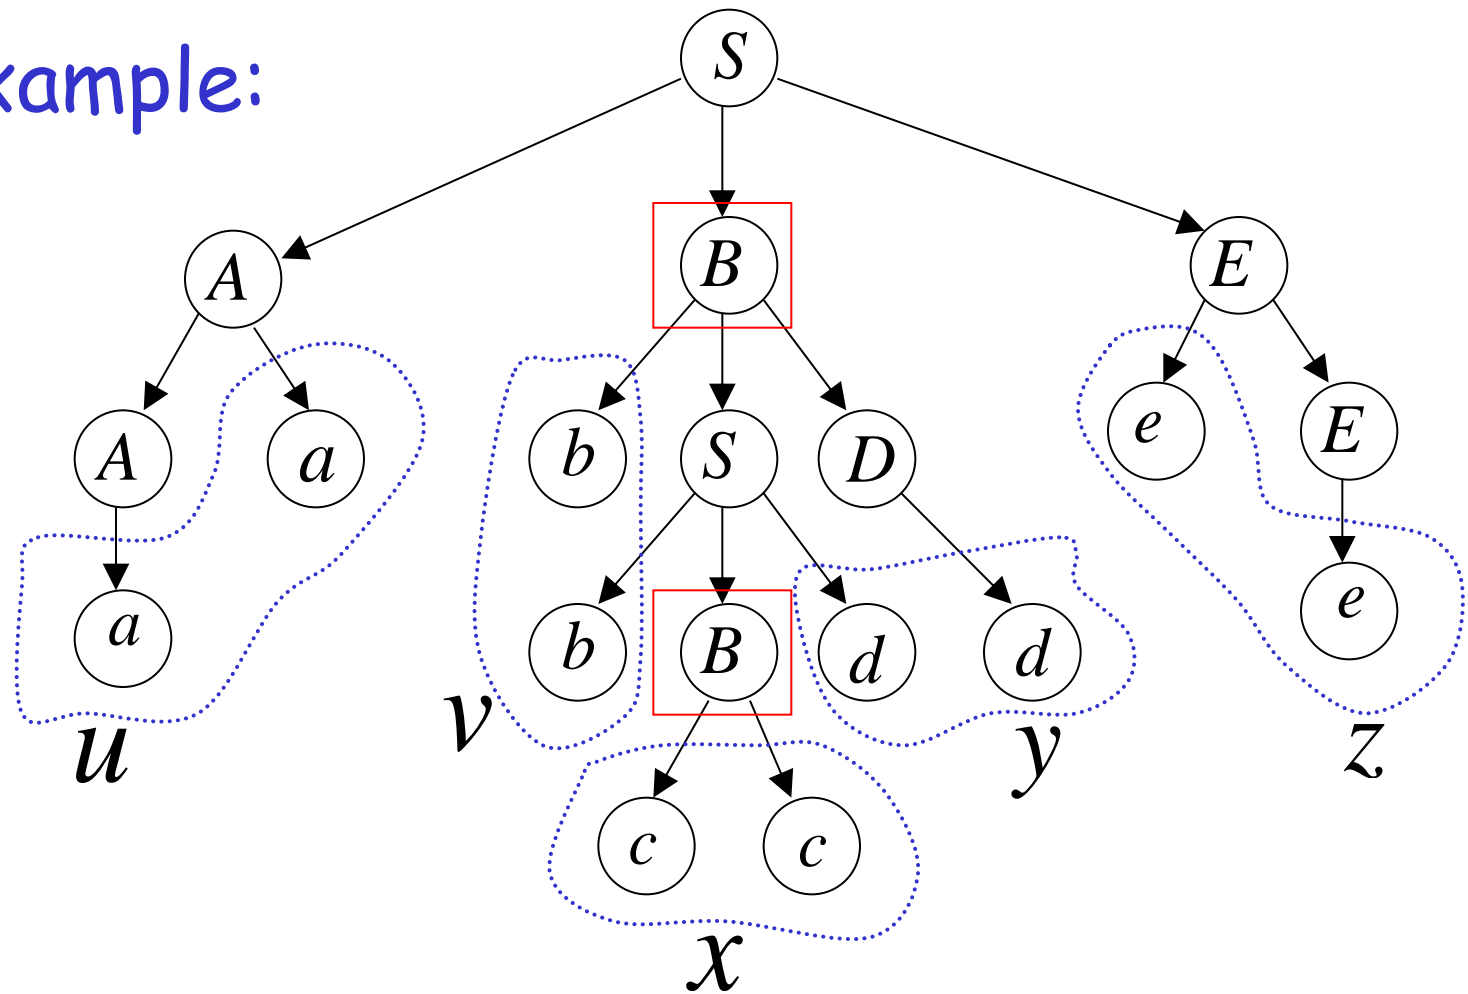 xample:
S
A B E
A a b S D e E
a b B d d e
u v y z
c c
x